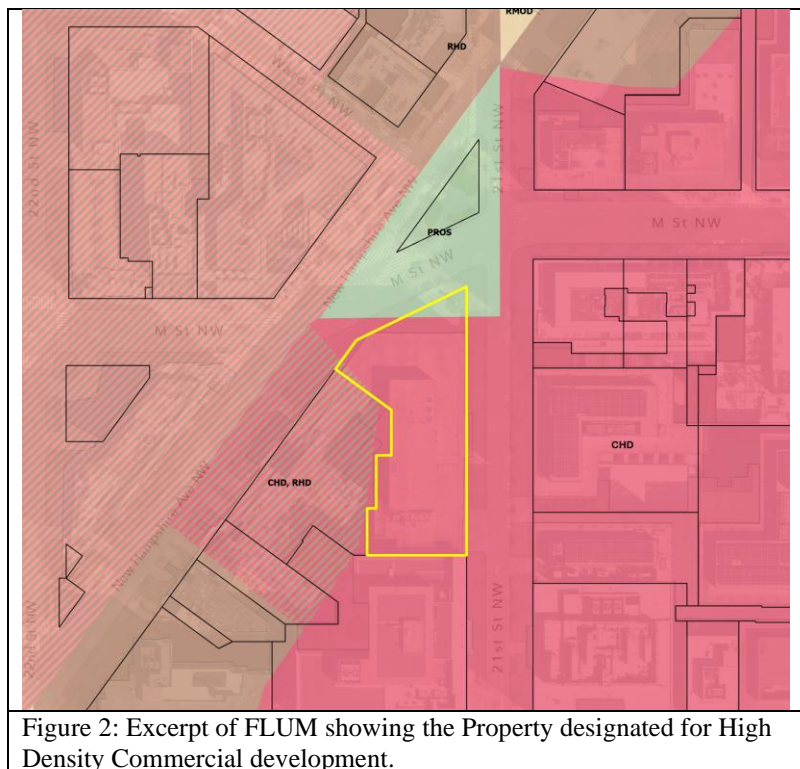 RMOD
RHD
Ward Pl NW
22nd St NW
21st St NW
New Hampshire Ave NW
PROS
M St NW
M St NW
M St NW
CHD
CHD, RHD
New Hampshire Ave NW
22nd St NW
21st St NW
Figure 2: Excerpt of FLUM showing the Property designated for High
Density Commercial development.